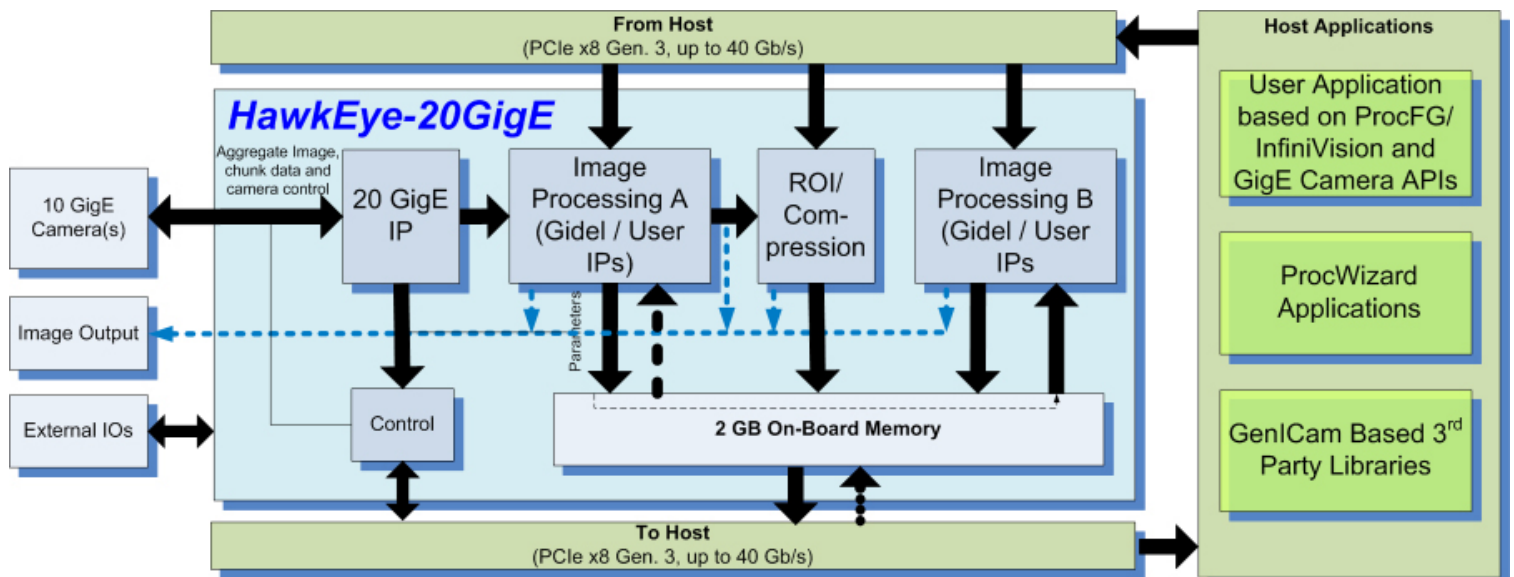 From Host
(PCIe x8 Gen. 3, up to 40 Gb/s)
Host Applications
User Application
based on ProcFG/
InfiniVision and
GigE Camera APIs
ProcWizard
Applications
GenICam Based 3rd
Party Libraries
HawkEye-20GigE
Aggregate Image,
chunk data and
camera control
10 GigE
Camera(s)
20 GigE
IP
Image
Processing A
(Gidel / User
IPs)
ROI/
Com-
pression
Image
Processing B
(Gidel / User
IPs
Image Output
Parameters
External IOs
Control
2 GB On-Board Memory
To Host
(PCIe x8 Gen. 3, up to 40 Gb/s)